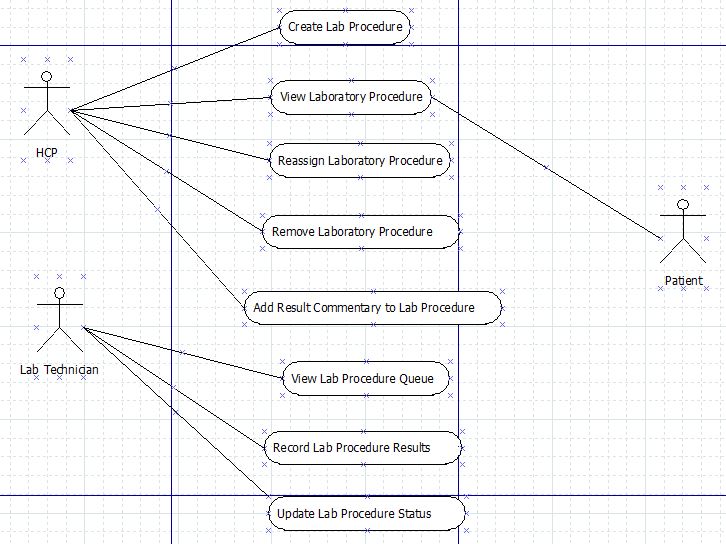 Create Lab Procedure
View Laboratory Procedure
HCP
Reassign Laboratory Procedure
Remove Laboratory Procedure
Patient
Add Result Commentary to Lab Procedure
Lab Technician
View Lab Procedure Queue
Record Lab Procedure Results
Update Lab Procedure Status